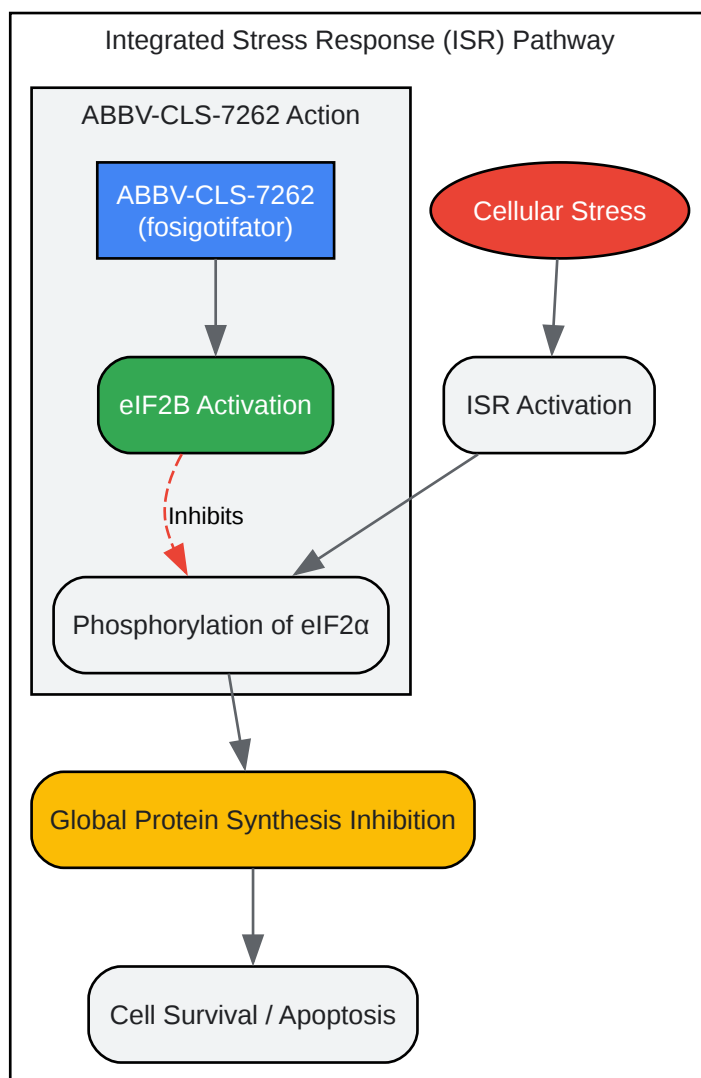 Integrated Stress Response (ISR) Pathway
ABBV-CLS-7262 Action
ABBV-CLS-7262
(fosigotifator)
Cellular Stress
eIF2B Activation
ISR Activation
Inhibits
Phosphorylation of eIF2α
Global Protein Synthesis Inhibition
Cell Survival / Apoptosis